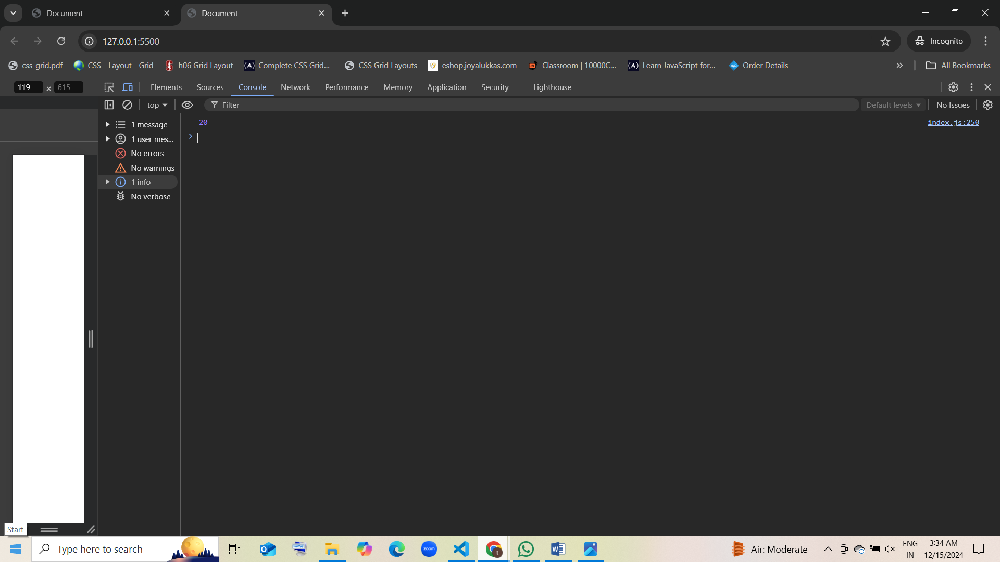 Document
Document
127.0.0.1:5500
Incognito
css-grid.pdf
CSS - Layout - Grid
h06 Grid Layout
Complete CSS Grid...
CSS Grid Layouts
eshop.joyalukkas.com
Classroom | 10000C...
Learn JavaScript for...
Order Details
All Bookmarks
119 × 615
Elements
Sources
Console
Network
Performance
Memory
Application
Security
Lighthouse
top
Filter
Default levels
No Issues
1 message
1 user mes...
No errors
No warnings
1 info
No verbose
20
index.js:250
Start
Type here to search
zoom
Air: Moderate
ENG
IN
3:34 AM
12/15/2024